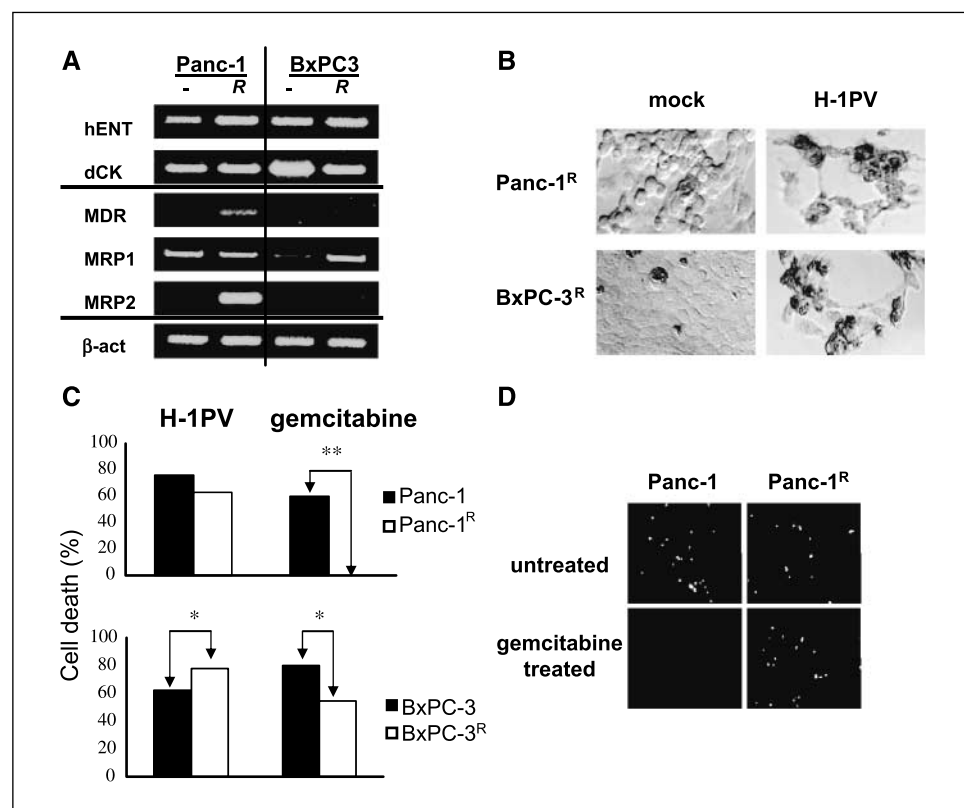 A
Panc-1 BxPC3
- R - R
hENT
dCK
MDR
MRP1
MRP2
β-act
B
mock H-1PV
Panc-1R
BxPC-3R
C
H-1PV gemcitabine
Cell death (%)
100
80
60
40
20
0
**
Panc-1
Panc-1R
100
80
60
40
20
0
* *
BxPC-3
BxPC-3R
D
Panc-1 Panc-1R
untreated
gemcitabine
treated